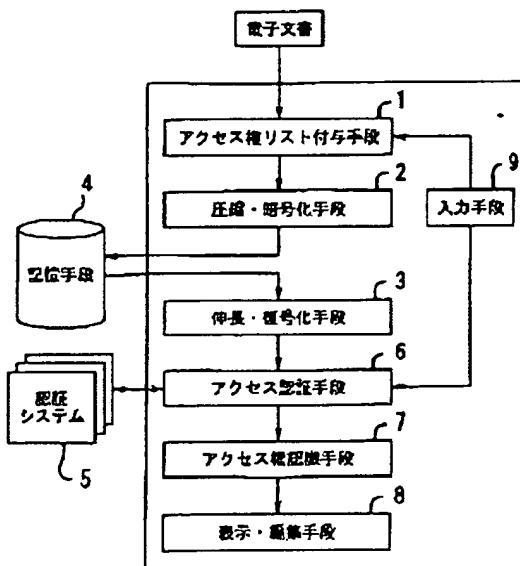 電子文書
1
アクセス権リスト付与手段
2
圧縮・暗号化手段
9
入力手段
4
記憶手段
3
伸長・復号化手段
6
アクセス認証手段
認証
システム
5
7
アクセス権認識手段
8
表示・編集手段